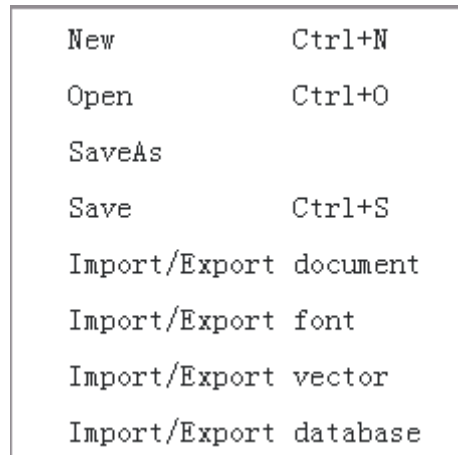 New Ctrl+N
Open Ctrl+O
SaveAs
Save Ctrl+S
Import/Export document
Import/Export font
Import/Export vector
Import/Export database